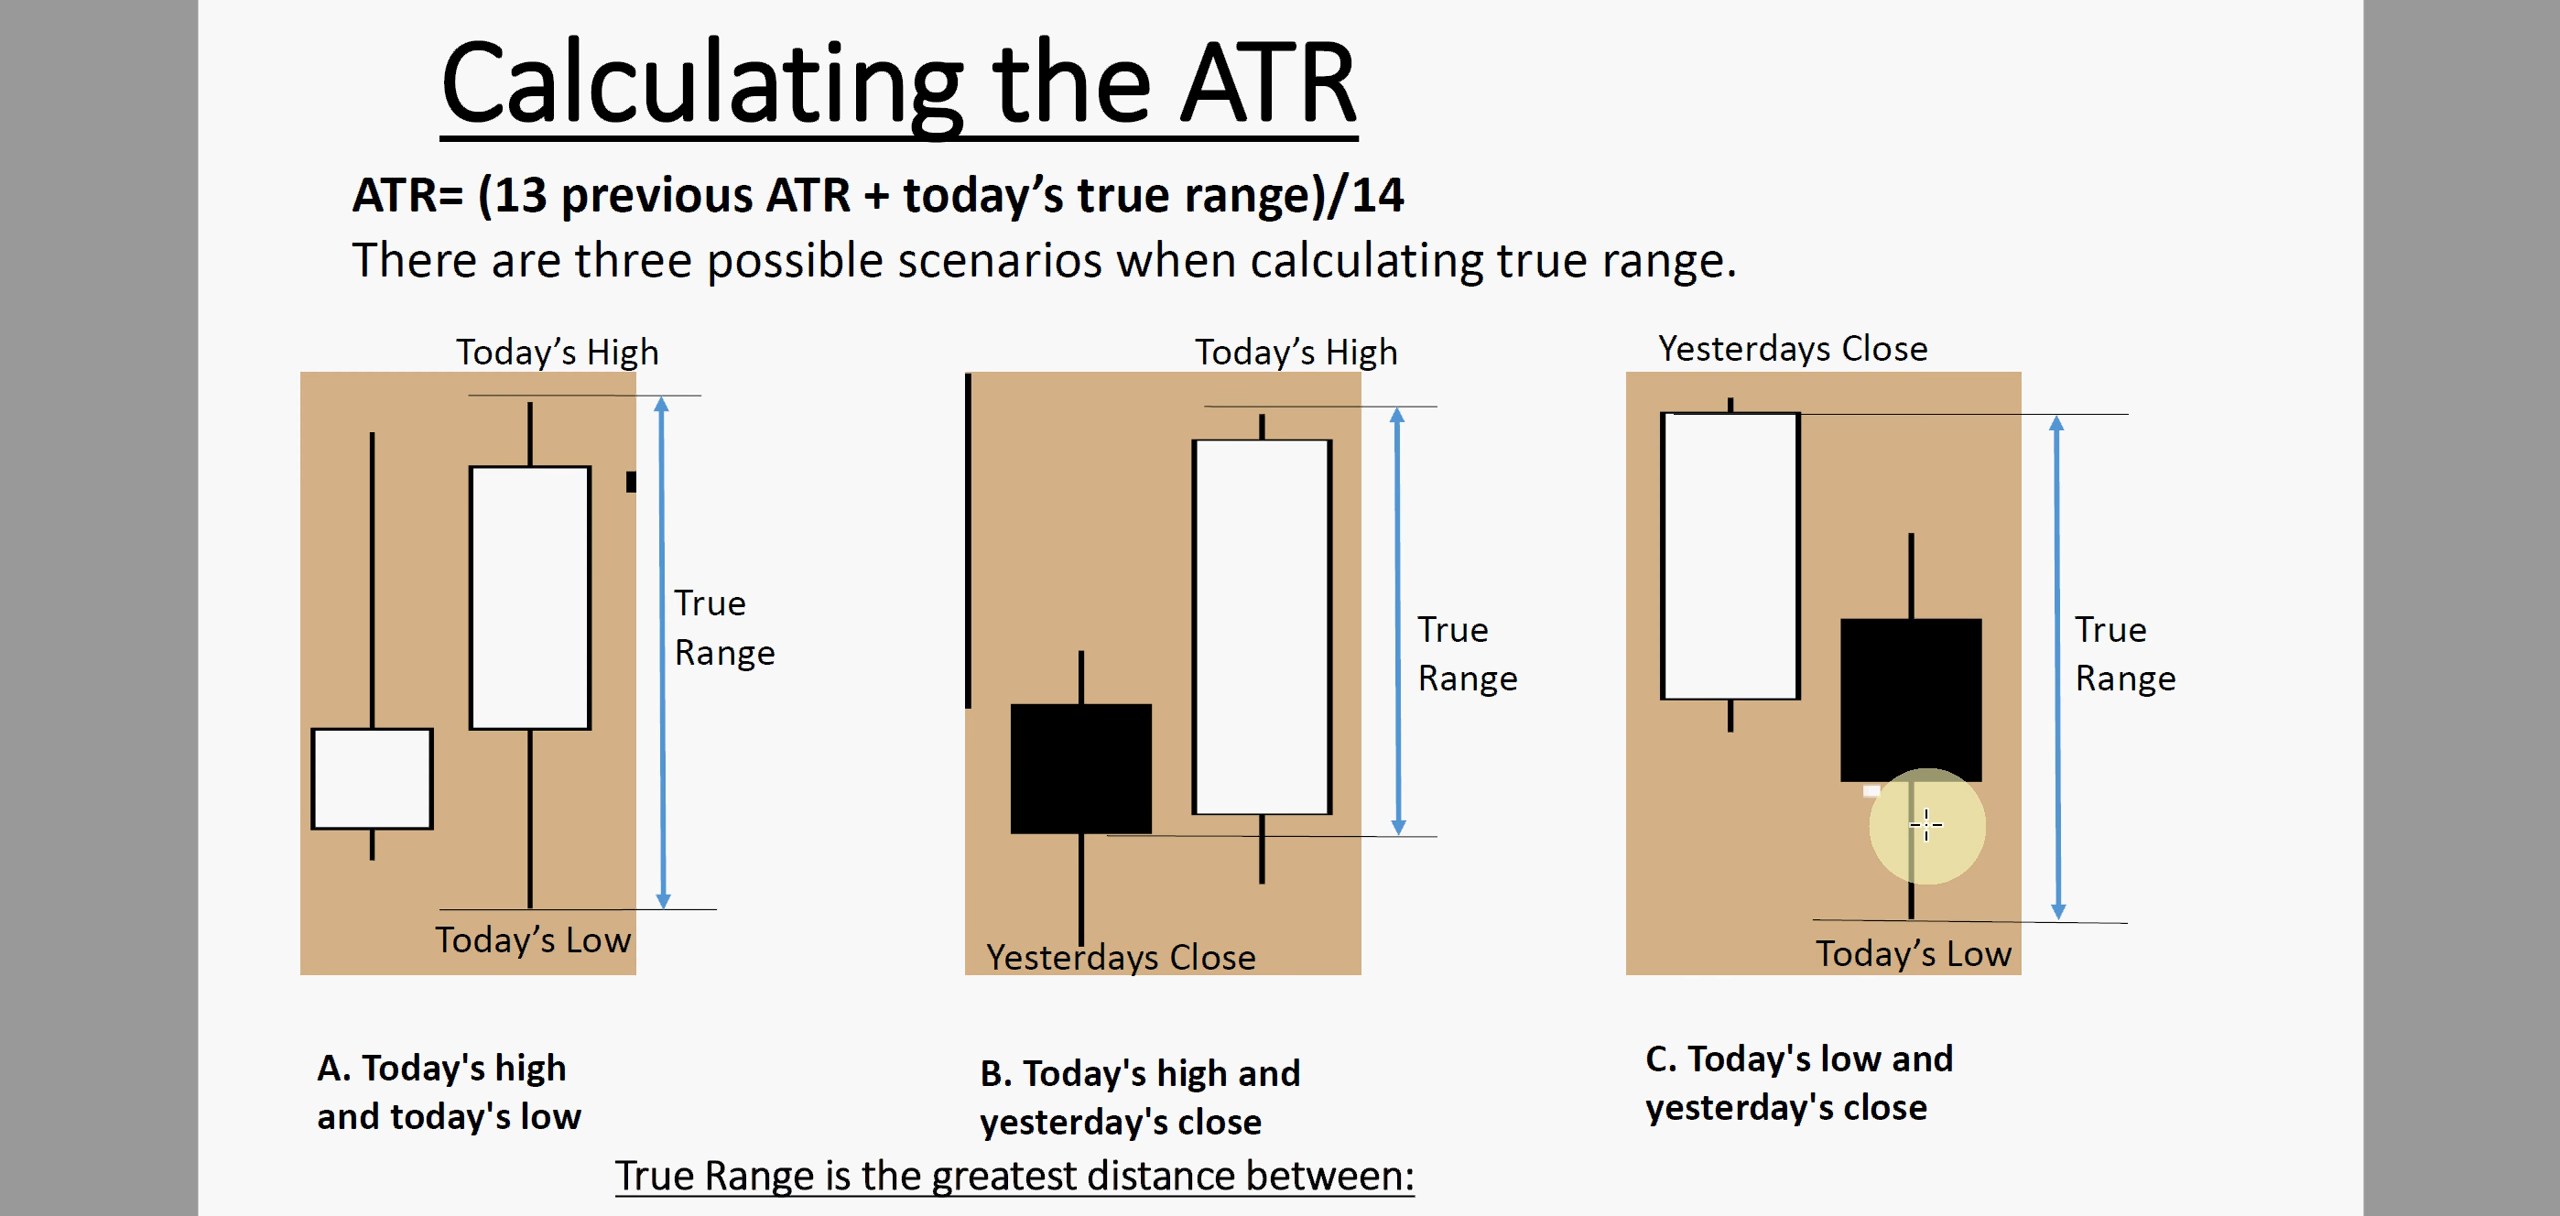 Calculating the ATR
ATR= (13 previous ATR + today’s true range)/14
There are three possible scenarios when calculating true range.
Today’s High
True
Range
Today’s Low
A. Today's high
and today's low
Today’s High
True
Range
Yesterdays Close
B. Today's high and
yesterday's close
Yesterdays Close
True
Range
Today’s Low
C. Today's low and
yesterday's close
True Range is the greatest distance between: